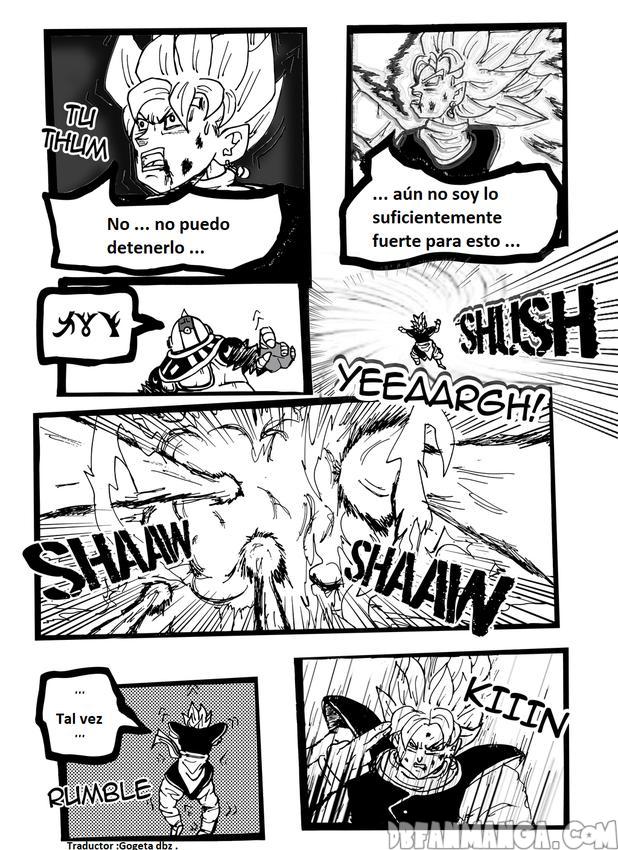 TU
THUM
No ... no puedo
detenerlo ...
... aún no soy lo
suficientemente
fuerte para esto ...
SHUSH
YEEAARGH!
SHAAW
SHAAW
...
Tal vez
...
RUMBLE
KIIIN
Traductor :Gogeta dbz .
DBFANMANGA.COM